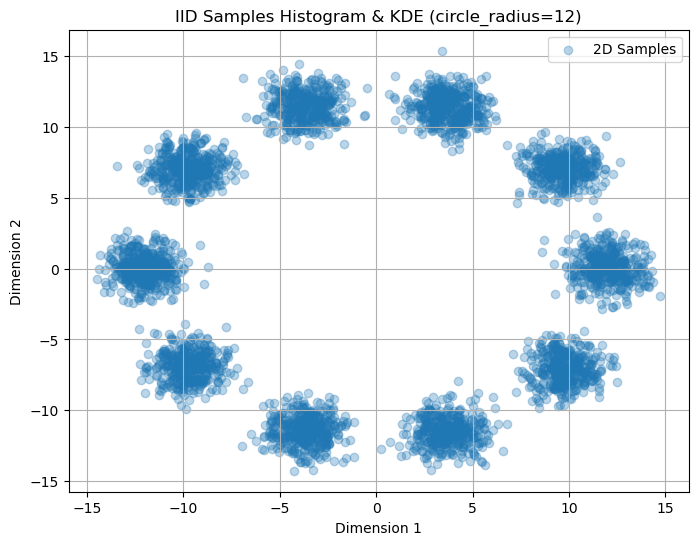 IID Samples Histogram & KDE (circle_radius=12)
2D Samples
15
10
5
0
−5
−10
−15
Dimension 2
−15 −10 −5 0 5 10 15
Dimension 1